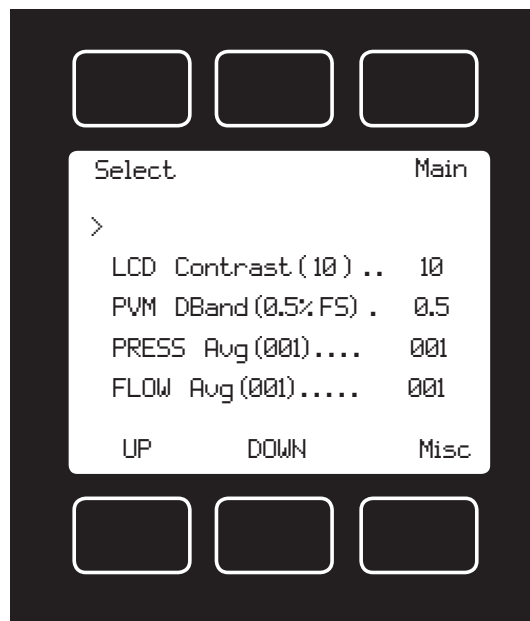 Select Main
>
LCD Contrast(10).. 10
PVM DBand(0.5% FS). 0.5
PRESS Avg(001).... 001
FLOW Avg(001)..... 001
UP DOWN Misc